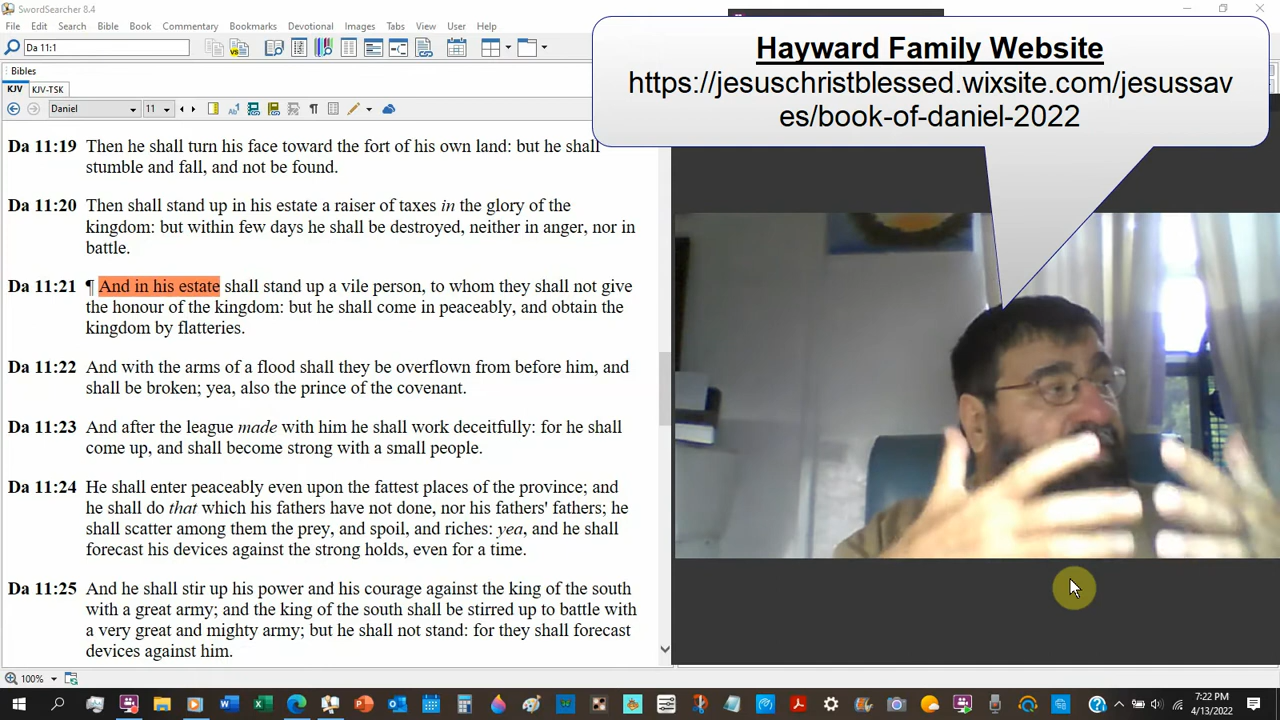 SwordSearcher 8.4
File Edit Search Bible Book Commentary Bookmarks Devotional Images Tabs View User Help
Da 11:1
Bibles
KJV KJV-TSK
Daniel 11
Da 11:19 Then he shall turn his face toward the fort of his own land: but he shall
stumble and fall, and not be found.
Da 11:20 Then shall stand up in his estate a raiser of taxes in the glory of the
kingdom: but within few days he shall be destroyed, neither in anger, nor in
battle.
Da 11:21 ¶ And in his estate shall stand up a vile person, to whom they shall not give
the honour of the kingdom: but he shall come in peaceably, and obtain the
kingdom by flatteries.
Da 11:22 And with the arms of a flood shall they be overflown from before him, and
shall be broken; yea, also the prince of the covenant.
Da 11:23 And after the league made with him he shall work deceitfully: for he shall
come up, and shall become strong with a small people.
Da 11:24 He shall enter peaceably even upon the fattest places of the province; and
he shall do that which his fathers have not done, nor his fathers' fathers; he
shall scatter among them the prey, and spoil, and riches: yea, and he shall
forecast his devices against the strong holds, even for a time.
Da 11:25 And he shall stir up his power and his courage against the king of the south
with a great army; and the king of the south shall be stirred up to battle with
a very great and mighty army; but he shall not stand: for they shall forecast
devices against him.
100%
Hayward Family Website
https://jesuschristblessed.wixsite.com/jesussav
es/book-of-daniel-2022
7:22 PM
4/13/2022